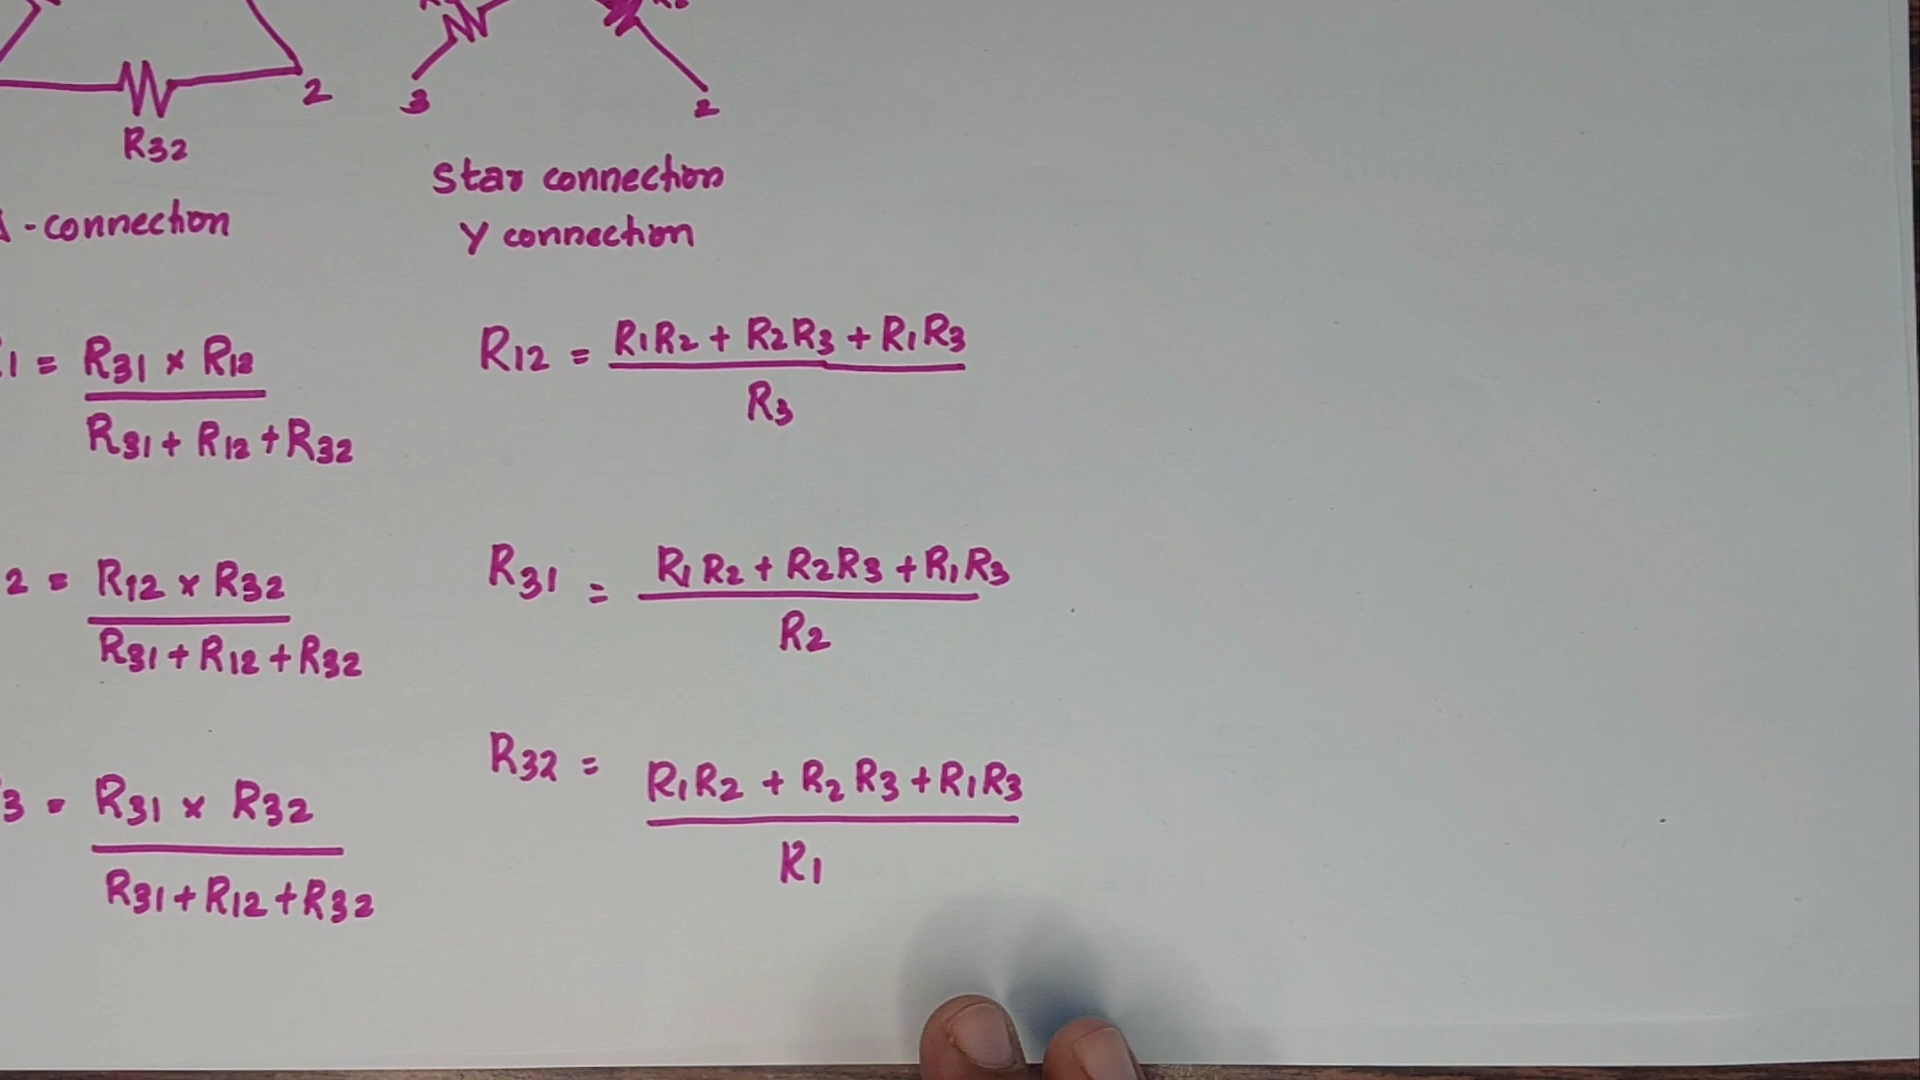 2
3
2
R32
Star connection
-connection
Y connection
1 = R31 × R12
R31 + R12 + R32
R12 = R1R2 + R2R3 + R1R3
R3
2 = R12 × R32
R31 + R12 + R32
R31 = R1R2 + R2R3 + R1R3
R2
3 = R31 × R32
R31 + R12 + R32
R32 = R1R2 + R2R3 + R1R3
R1